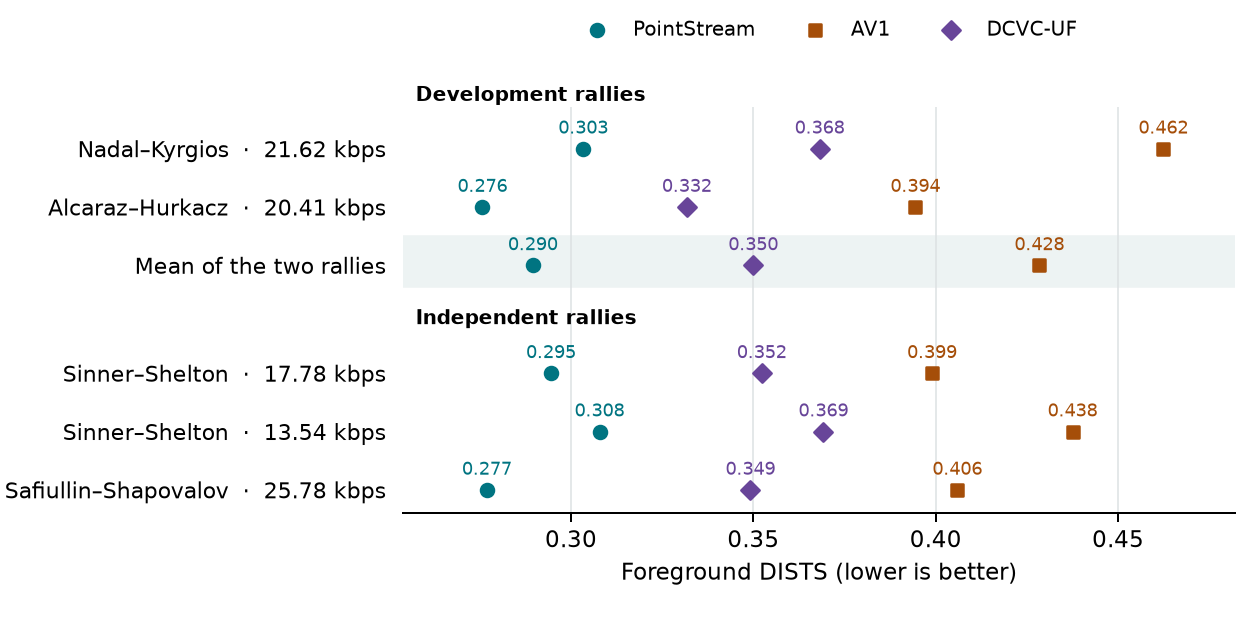 PointStream AV1 DCVC-UF
Development rallies
0.303 0.368 0.462
Nadal–Kyrgios · 21.62 kbps
0.276 0.332 0.394
Alcaraz–Hurkacz · 20.41 kbps
0.290 0.350 0.428
Mean of the two rallies
Independent rallies
0.295 0.352 0.399
Sinner–Shelton · 17.78 kbps
0.308 0.369 0.438
Sinner–Shelton · 13.54 kbps
0.277 0.349 0.406
Safiullin–Shapovalov · 25.78 kbps
0.30 0.35 0.40 0.45
Foreground DISTS (lower is better)